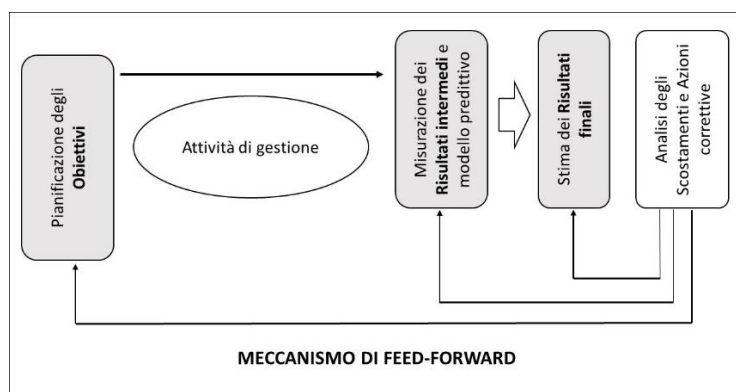 Pianificazione degli
Obiettivi
Attività di gestione
Misurazione dei
Risultati intermedi e
modello predittivo
Stima dei Risultati
finali
Analisi degli
Scostamenti e Azioni
correttive
MECCANISMO DI FEED-FORWARD